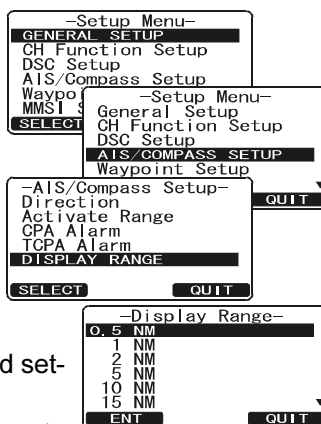 –Setup Menu–
GENERAL SETUP
CH Function Setup
DSC Setup
AIS/Compass Setup
SELECT
–Setup Menu–
General Setup
CH Function Setup
DSC Setup
AIS/COMPASS SETUP
Waypoint Setup
QUIT
–AIS/Compass Setup–
Direction
Activate Range
CPA Alarm
TCPA Alarm
DISPLAY RANGE
SELECT QUIT
–Display Range–
0.5 NM
1 NM
2 NM
5 NM
10 NM
15 NM
ENT QUIT
d set-